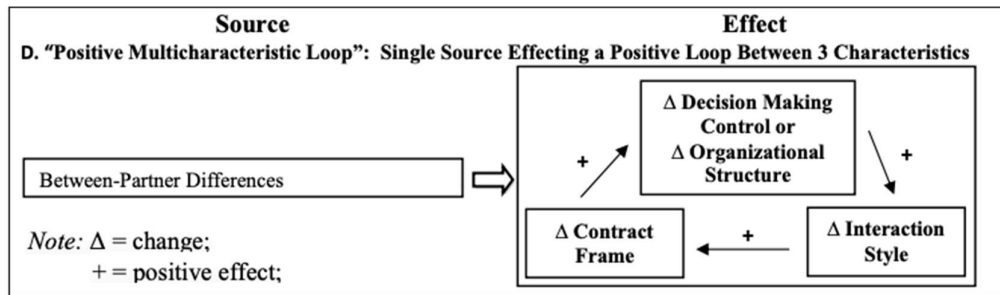 Source
Effect
D. “Positive Multicharacteristic Loop”: Single Source Effecting a Positive Loop Between 3 Characteristics
Δ Decision Making
Control or
Δ Organizational
Structure
+
+
Between-Partner Differences
Δ Contract
Frame
+
Δ Interaction
Style
Note: Δ = change;
+ = positive effect;